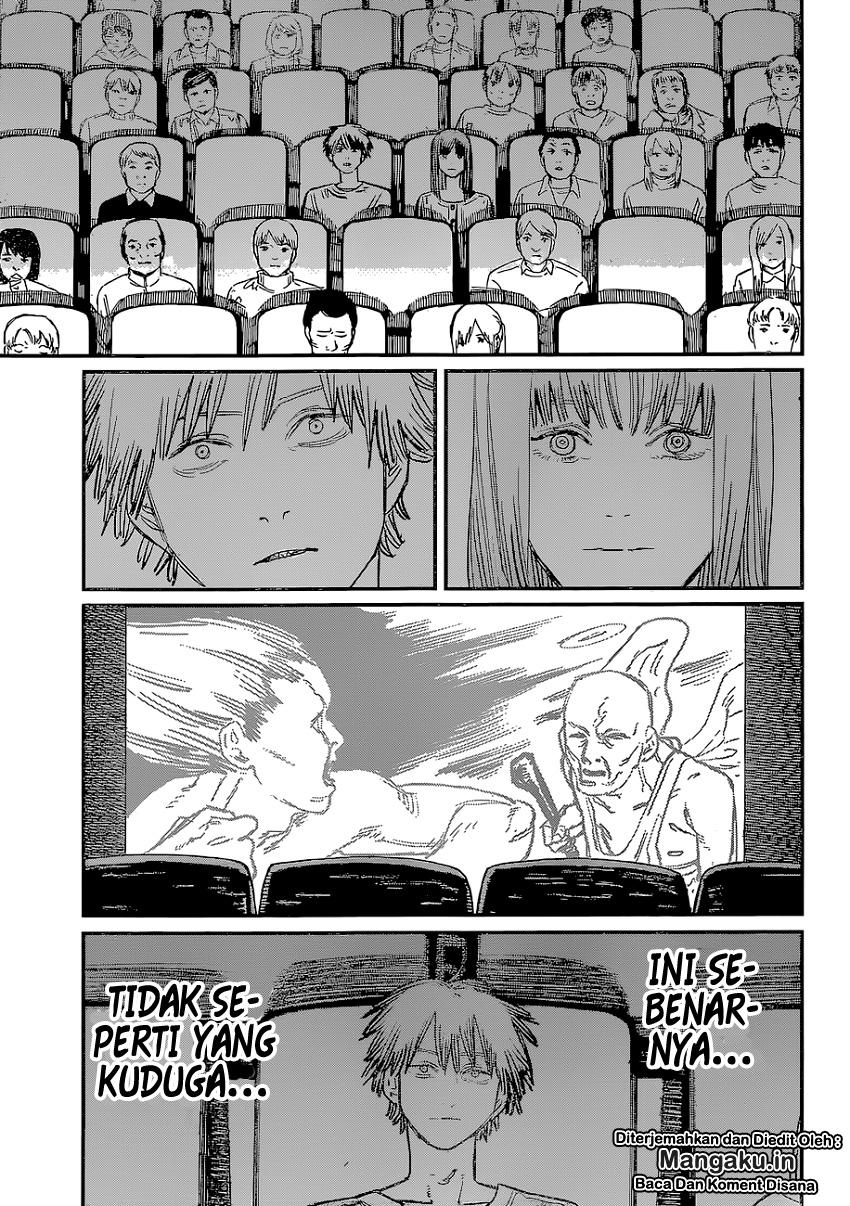 INI SE-
BENAR-
NYA...
TIDAK SE-
PERTI YANG
KUDUGA...
Diterjemahkan dan Diedit Oleh :
Mangaku.in
Baca Dan Koment Disana